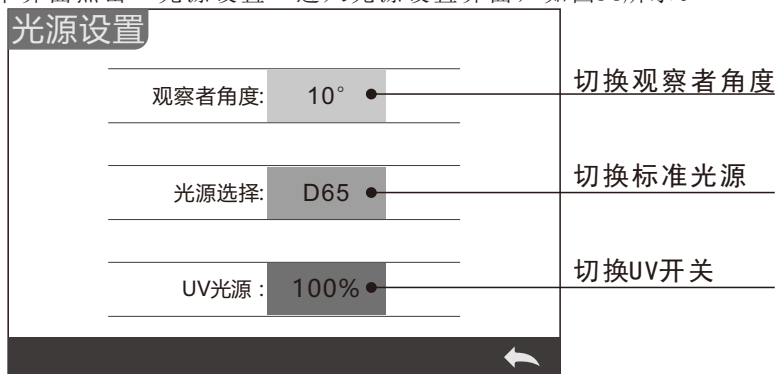 光源设置
观察者角度: 10°
切换观察者角度
光源选择: D65
切换标准光源
UV光源 : 100%
切换UV开关